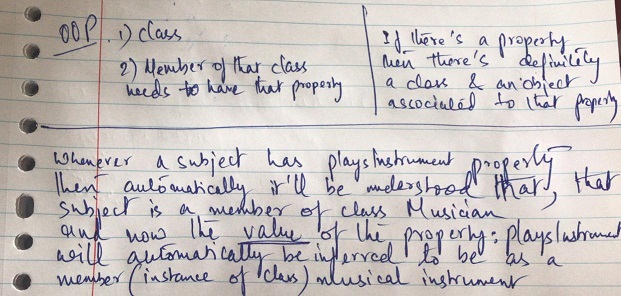 OOP. 1) class
2) Member of that class
needs to have that property
If there's a property
then there's definitely
a class & an object
associated to that property
Whenever a subject has playsInstrument property
then automatically it'll be understood that, that
subject is a member of class Musician
and now the value of the property: playsInstrument
will automatically be inferred to be as a
member (instance of class) musical instrument